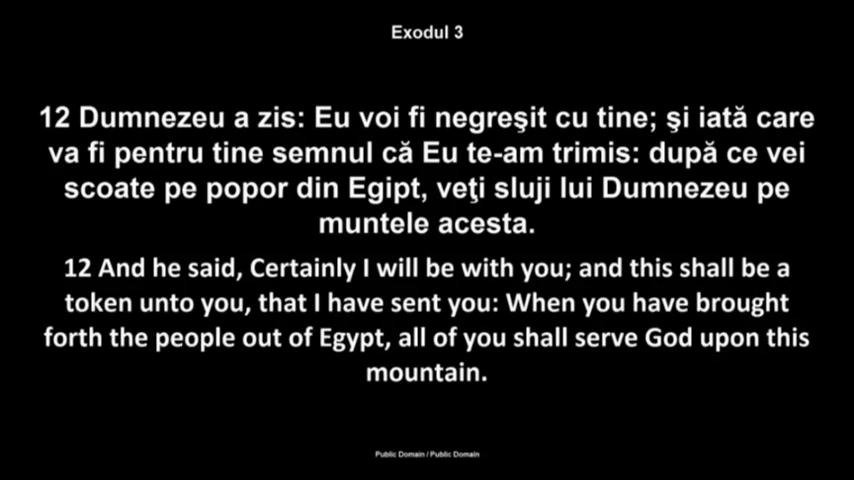 Exodul 3
12 Dumnezeu a zis: Eu voi fi negreşit cu tine; şi iată care
va fi pentru tine semnul că Eu te-am trimis: după ce vei
scoate pe popor din Egipt, veţi sluji lui Dumnezeu pe
muntele acesta.
12 And he said, Certainly I will be with you; and this shall be a
token unto you, that I have sent you: When you have brought
forth the people out of Egypt, all of you shall serve God upon this
mountain.
Public Domain / Public Domain